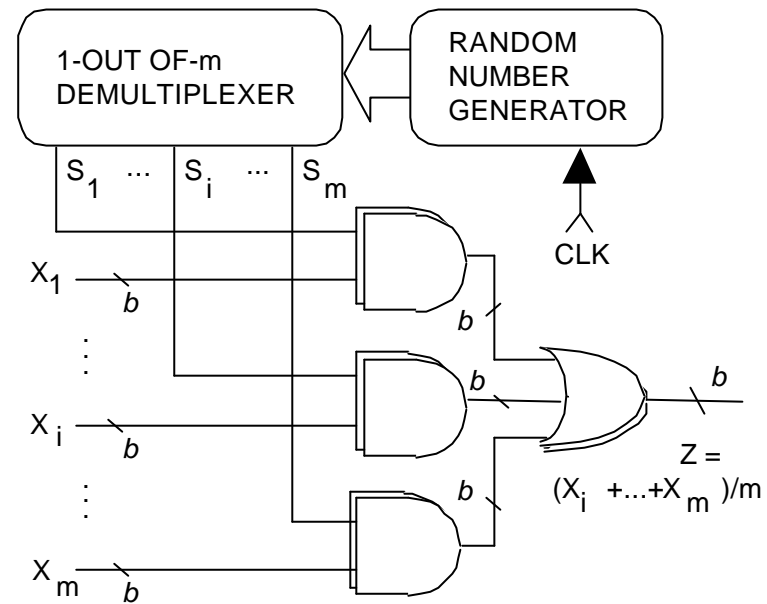 1-OUT OF-m
DEMULTIPLEXER
RANDOM
NUMBER
GENERATOR
S1 ... Si ... Sm
CLK
X1
b
b
⋮
b
b
Xi
b
Z =
b
(Xi +...+Xm )/m
⋮
Xm
b